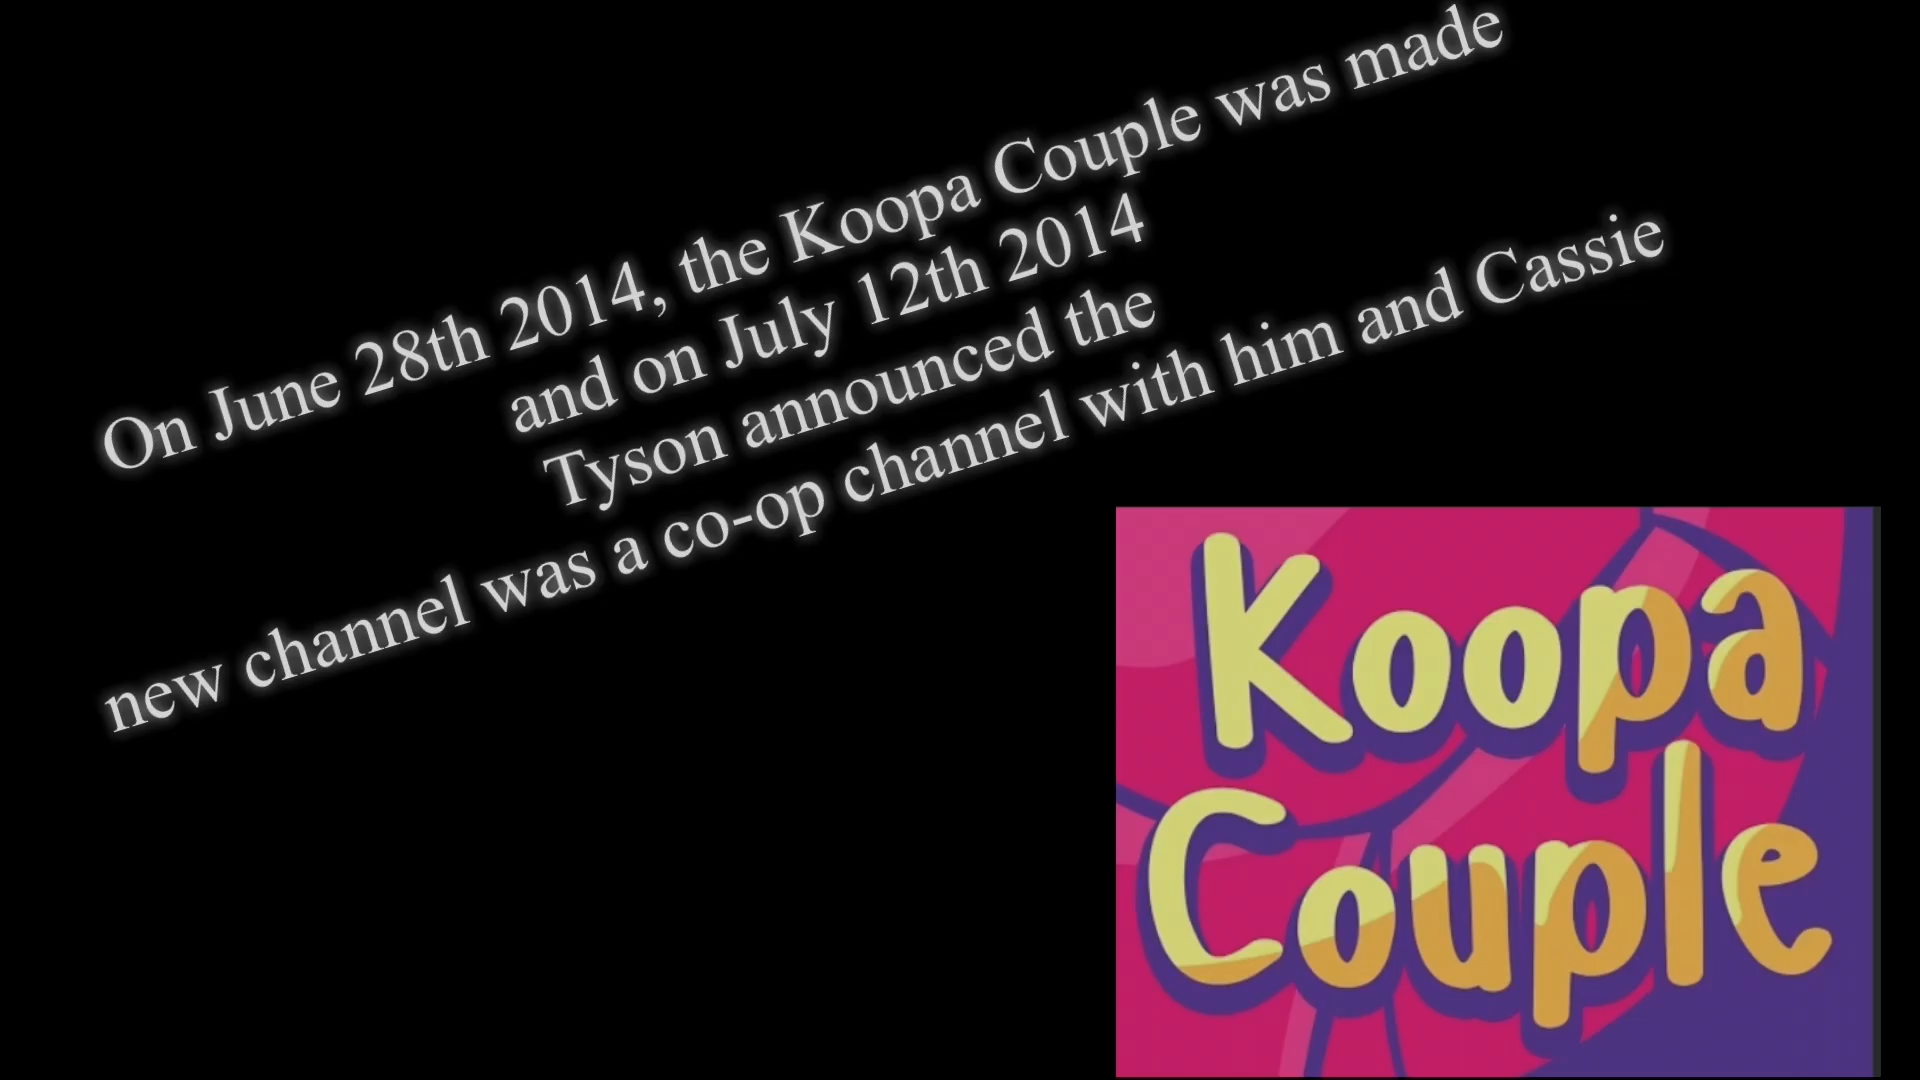 On June 28th 2014, the Koopa Couple was made
and on July 12th 2014
Tyson announced the
new channel was a co-op channel with him and Cassie
Koopa
Couple